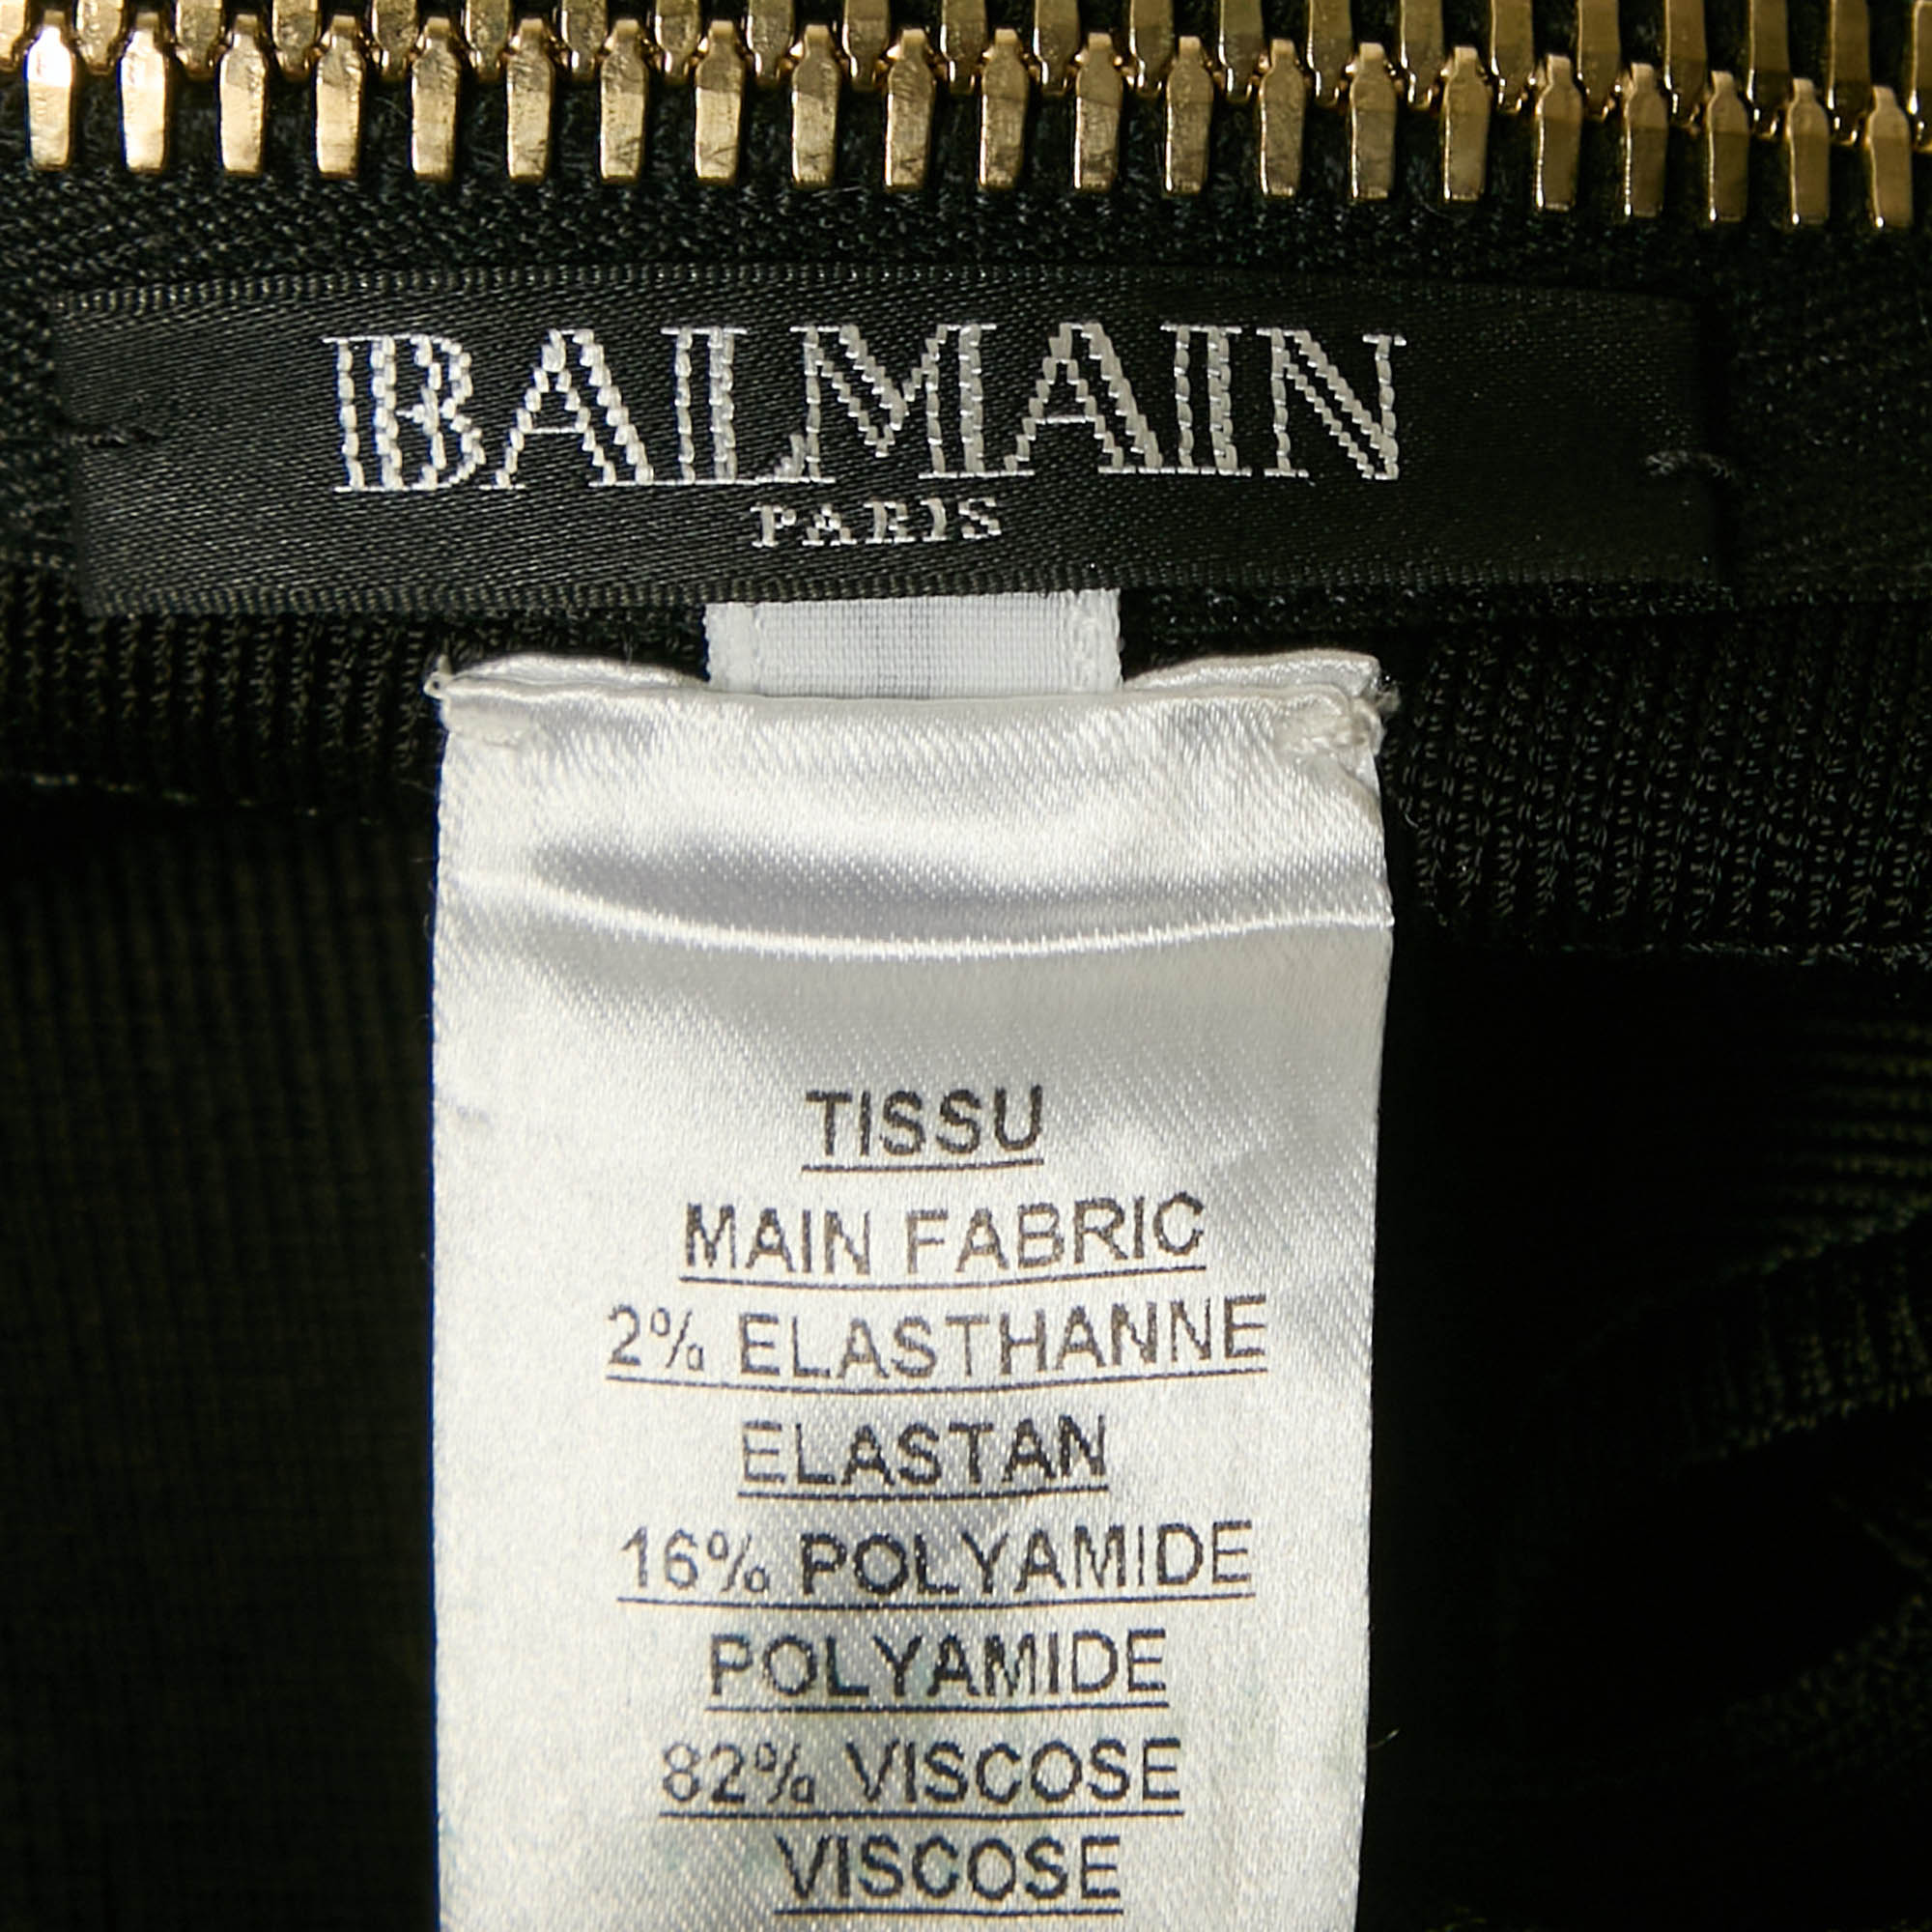 BALMAIN
PARIS
TISSU
MAIN FABRIC
2% ELASTHANNE
ELASTAN
16% POLYAMIDE
POLYAMIDE
82% VISCOSE
VISCOSE